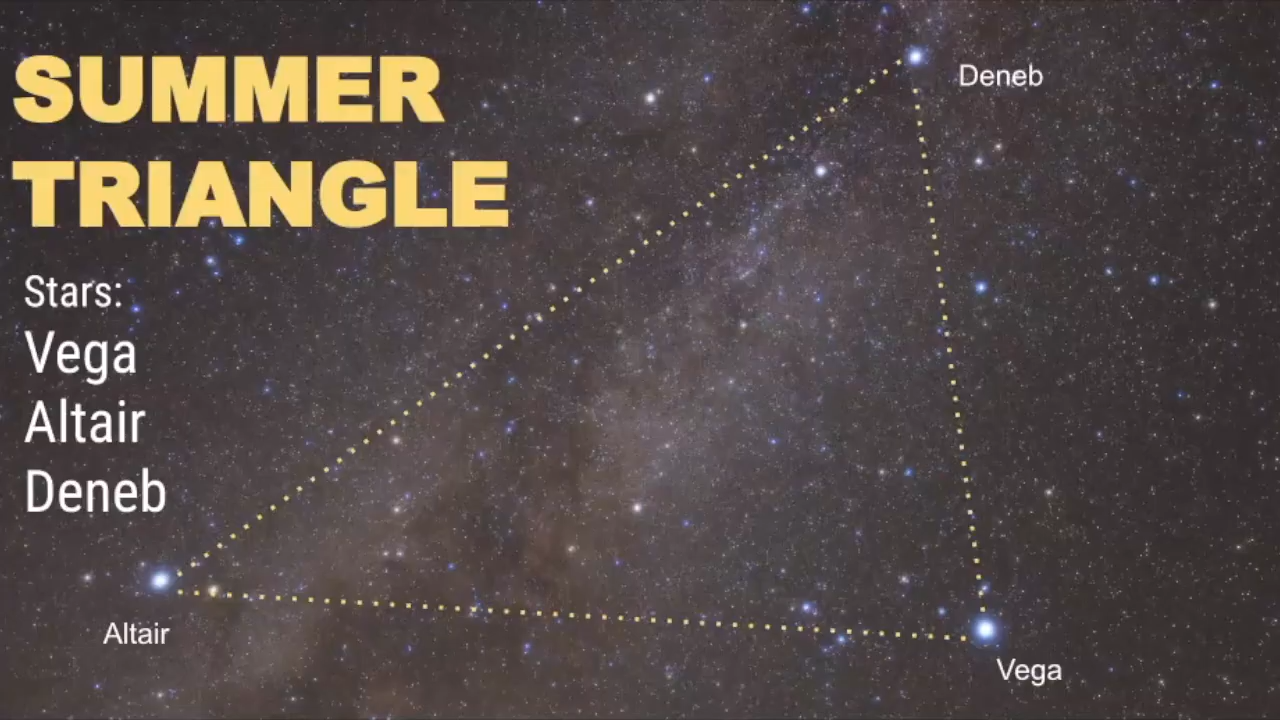 SUMMER
TRIANGLE
Stars:
Vega
Altair
Deneb
Deneb
Altair
Vega